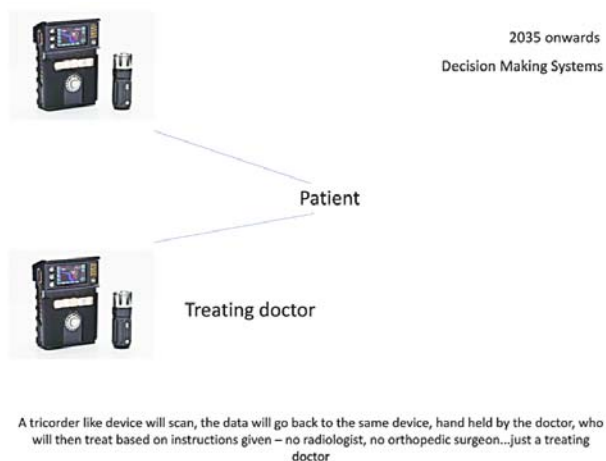 2035 onwards
Decision Making Systems
Patient
Treating doctor
A tricorder like device will scan, the data will go back to the same device, hand held by the doctor, who
will then treat based on instructions given – no radiologist, no orthopedic surgeon...just a treating
doctor